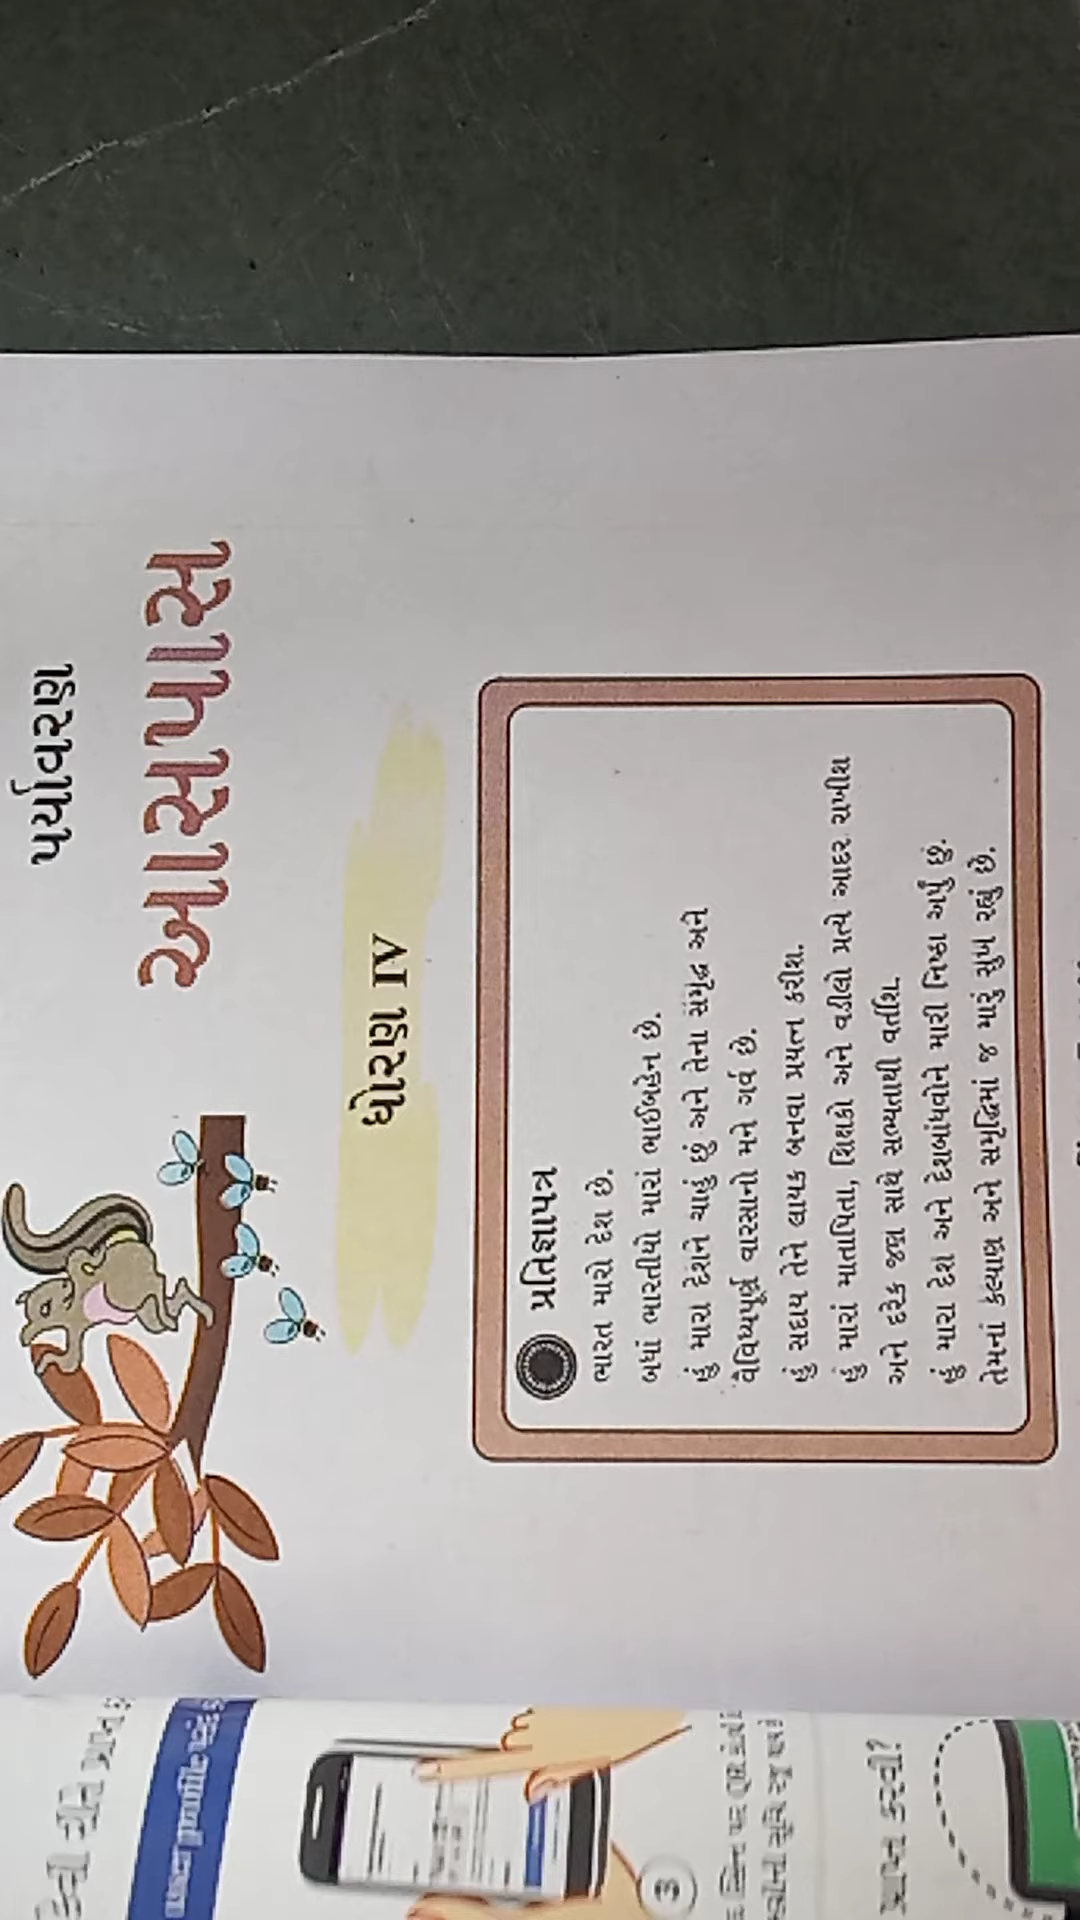 પર્યાવરણ
આસપાસ
ધોરણ IV
પ્રતિજ્ઞાપત્ર
ભારત મારો દેશ છે.
બધાં ભારતીયો મારાં ભાઈબહેન છે.
હું મારા દેશને ચાહું છું અને તેના સમૃદ્ધ અને
વૈવિધ્યપૂર્ણ વારસાનો મને ગર્વ છે.
હું સદાય તેને લાયક બનવા પ્રયત્ન કરીશ.
હું મારાં માતાપિતા, શિક્ષકો અને વડીલો પ્રત્યે આદર રાખીશ
અને દરેક જણ સાથે સભ્યતાથી વર્તીશ.
હું મારા દેશ અને દેશબાંધવોને મારી નિષ્ઠા અર્પું છું.
તેમનાં કલ્યાણ અને સમૃદ્ધિમાં જ મારું સુખ રહ્યું છે.
3
પ્રાપ્ત કરવી?